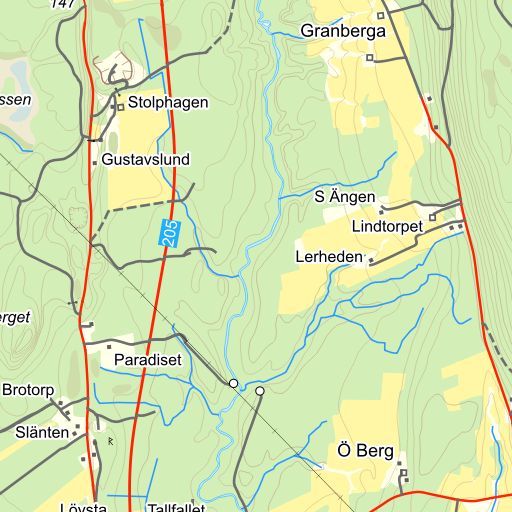 147
Granberga
ssen
Stolphagen
Gustavslund
S Ängen
Lindtorpet
205
Lerheden
erget
Paradiset
Brotorp
Slänten
R
Ö Berg
Lövsta
Tallfallet